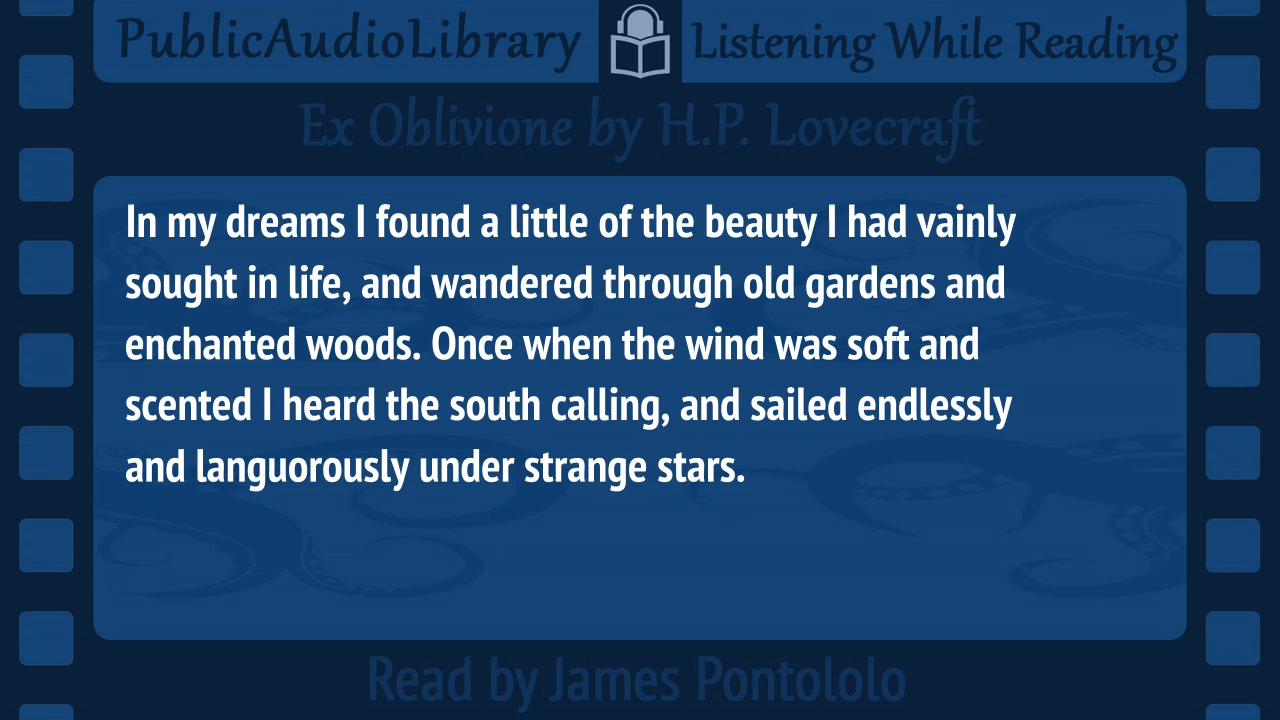 PublicAudioLibrary Listening While Reading
Ex Oblivione by H.P. Lovecraft
In my dreams I found a little of the beauty I had vainly
sought in life, and wandered through old gardens and
enchanted woods. Once when the wind was soft and
scented I heard the south calling, and sailed endlessly
and languorously under strange stars.
Read by James Pontololo